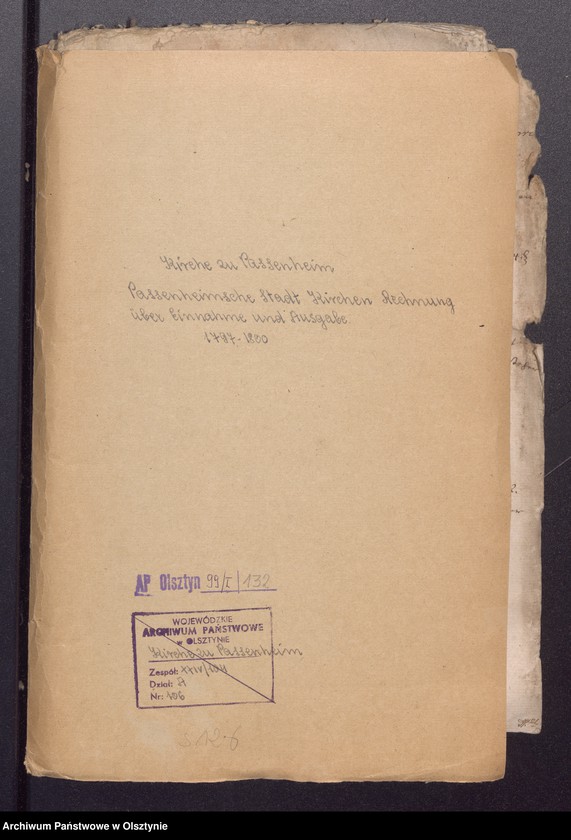 Kirche zu Passenheim
Passenheimsche Stadt Kirchen Rechnung
über Einnahme und Ausgabe
1797-1800
AP Olsztyn 99/I/132
WOJEWÓDZKIE
ARCHIWUM PAŃSTWOWE
w OLSZTYNIE
Kirche zu Passenheim
Zespół:
Dział: A
Nr: 106
Archiwum Państwowe w Olsztynie